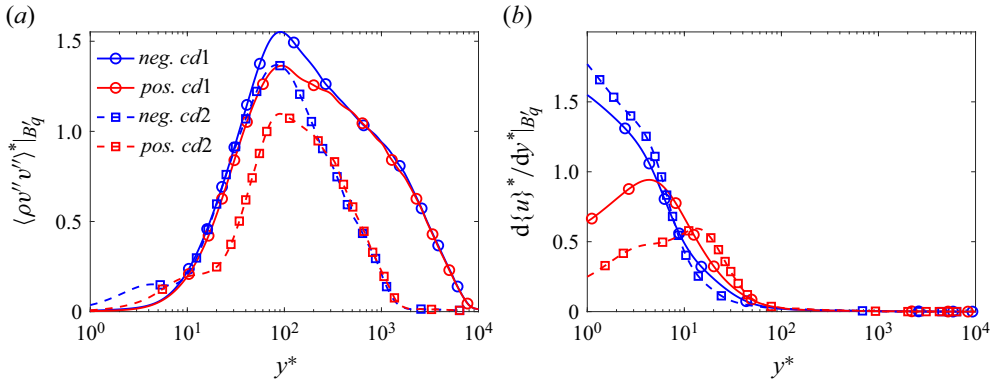 (a)
1.5
1.0
0.5
0
10^0
10^1
10^2
10^3
10^4
y*
⟨ρv″v″⟩*|B′q
neg. cd1
pos. cd1
neg. cd2
pos. cd2
(b)
1.5
1.0
0.5
0
10^0
10^1
10^2
10^3
10^4
y*
d{u}*/dy*|B′q